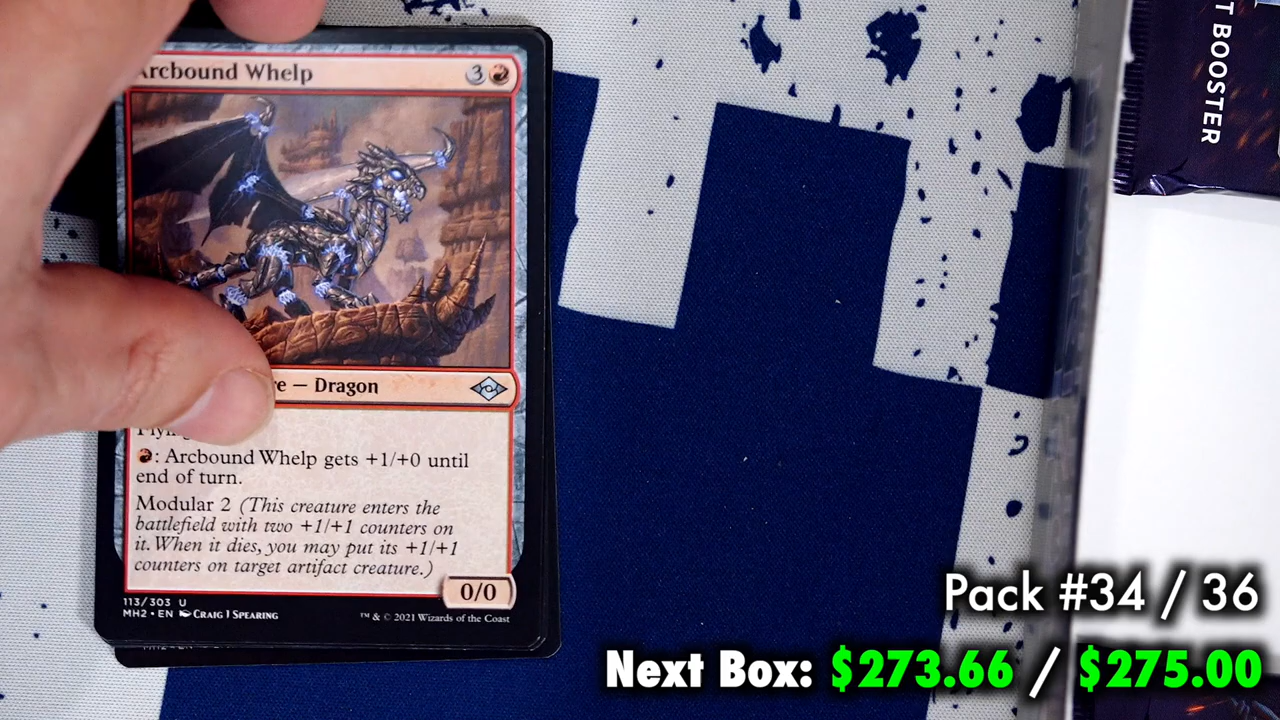 Arcbound Whelp 3
re — Dragon
: Arcbound Whelp gets +1/+0 until
end of turn.
Modular 2 (This creature enters the
battlefield with two +1/+1 counters on
it. When it dies, you may put its +1/+1
counters on target artifact creature.)
0/0
113/303 U
MH2 • EN CRAIG J SPEARING
™ & © 2021 Wizards of the Coast
T BOOSTER
Pack #34 / 36
Next Box: $273.66 / $275.00